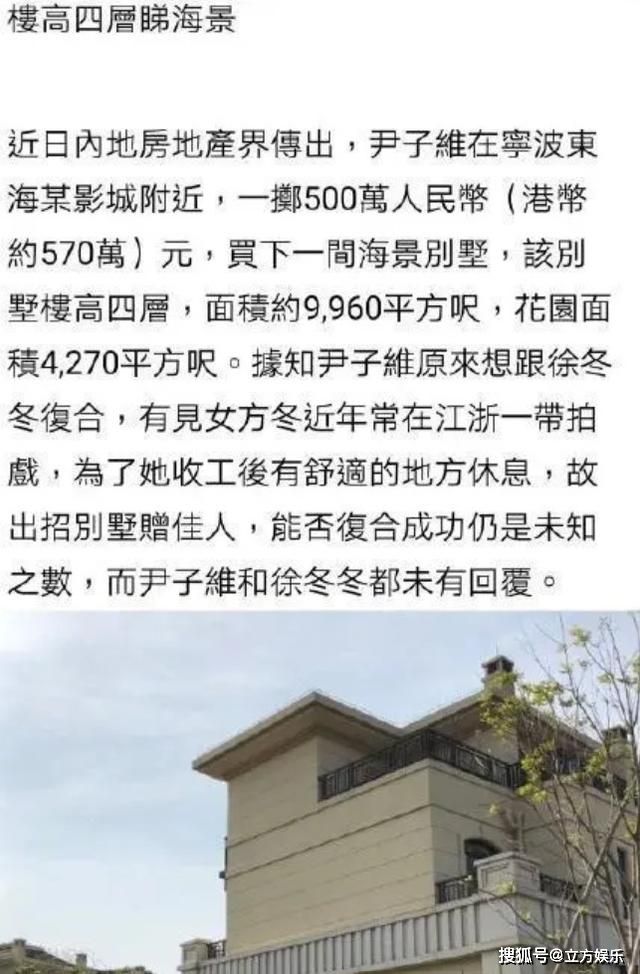 樓高四層睇海景
近日內地房地產界傳出，尹子維在寧波東
海某影城附近，一擲500萬人民幣（港幣
約570萬）元，買下一間海景別墅，該別
墅樓高四層，面積約9,960平方呎，花園面
積4,270平方呎。據知尹子維原來想跟徐冬
冬復合，有見女方冬近年常在江浙一帶拍
戲，為了她收工後有舒適的地方休息，故
出招別墅贈佳人，能否復合成功仍是未知
之數，而尹子維和徐冬冬都未有回覆。
搜狐号@立方娱乐